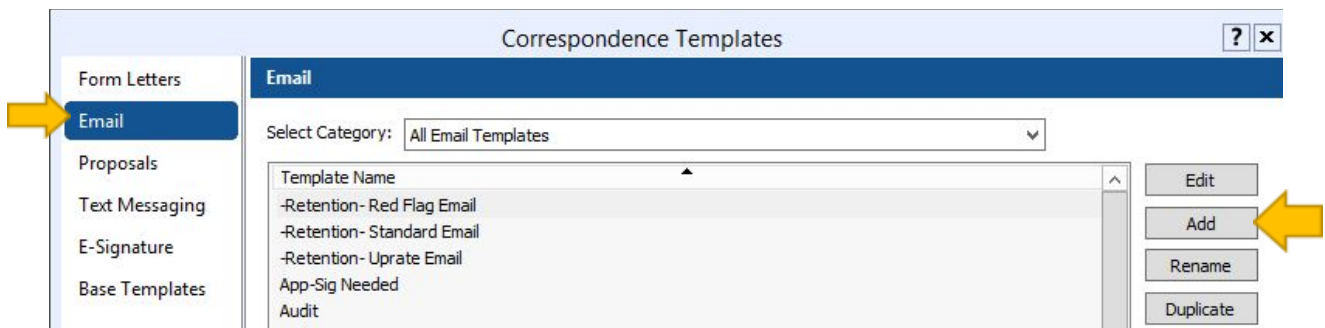 Correspondence Templates
? x
Form Letters
Email
Proposals
Text Messaging
E-Signature
Base Templates
Email
Select Category: All Email Templates
Template Name
-Retention- Red Flag Email
-Retention- Standard Email
-Retention- Uprate Email
App-Sig Needed
Audit
Edit
Add
Rename
Duplicate